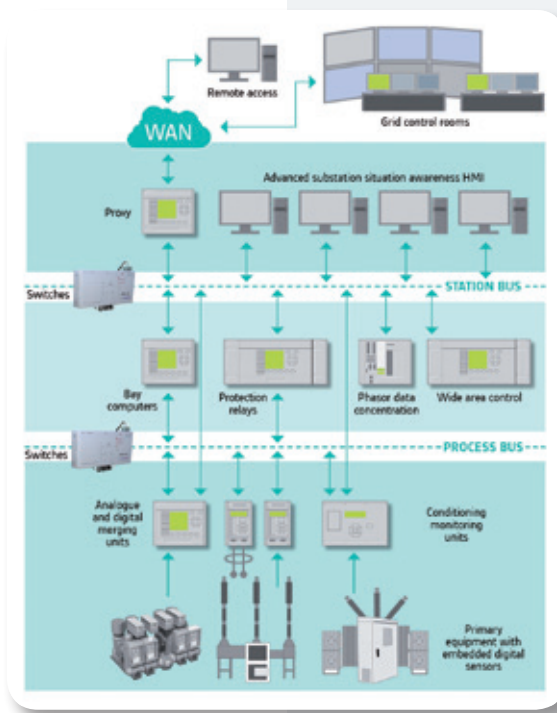 Remote access
Grid control rooms
WAN
Advanced substation situation awareness HMI
Proxy
Switches
STATION BUS
Bay
computers
Protection
relays
Phasor data
concentration
Wide area control
Switches
PROCESS BUS
Analogue
and digital
merging
units
Conditioning
monitoring
units
Primary
equipment with
embedded digital
sensors